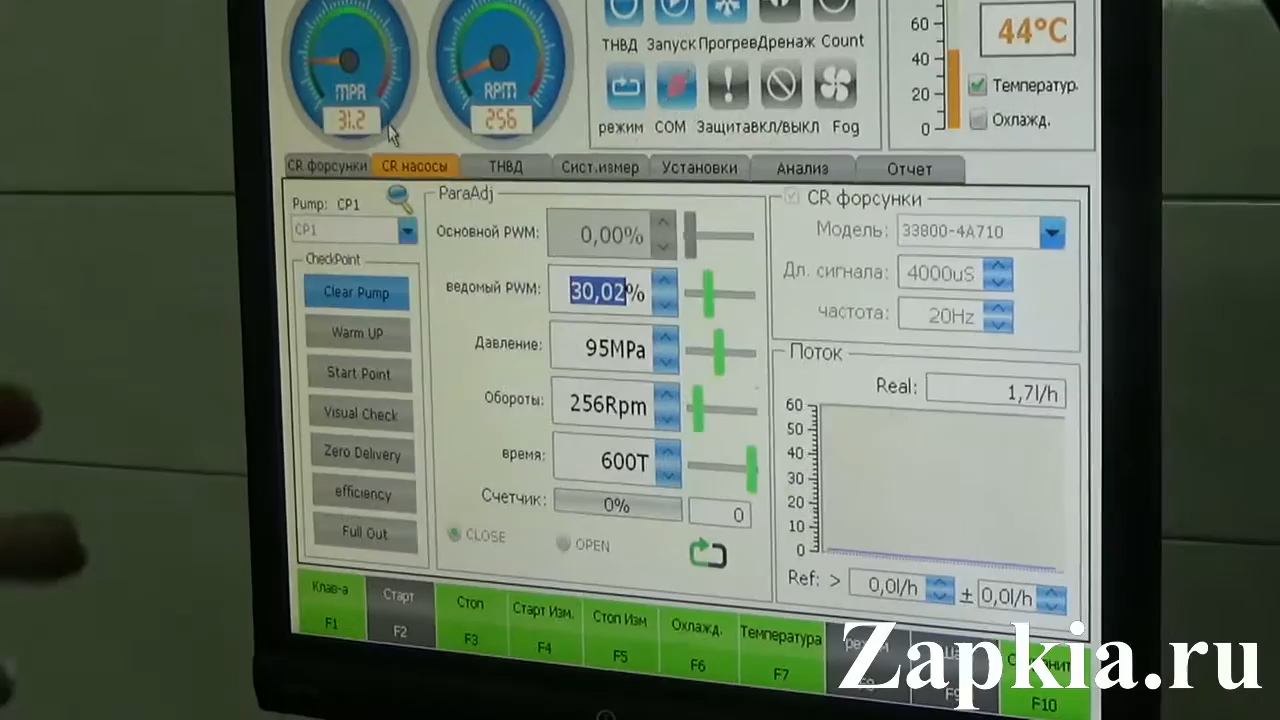 MPA
31.2
RPM
256
ТНВД Запуск Прогрев Дренаж Count
режим COM Защита вкл/выкл Fog
60
40
20
0
44°C
Температур.
Охлажд.
CR форсунки CR насосы ТНВД Сист.измер Установки Анализ Отчет
Pump: CP1
CP1
CheckPoint
Clear Pump
Warm UP
Start Point
Visual Check
Zero Delivery
efficiency
Full Out
ParaAdj
Основной PWM: 0,00%
ведомый PWM: 30,02%
Давление: 95MPa
Обороты: 256Rpm
время: 600T
Счетчик: 0% 0
CLOSE OPEN
CR форсунки
Модель: 33800-4A710
Дл. сигнала: 4000uS
частота: 20Hz
Поток
Real: 1,7l/h
60
50
40
30
20
10
0
Ref: > 0,0l/h ± 0,0l/h
Клав-а Старт Стоп Старт Изм. Стоп Изм Охлажд. Температура
F1 F2 F3 F4 F5 F6 F7 F9 F10
Zapkia.ru